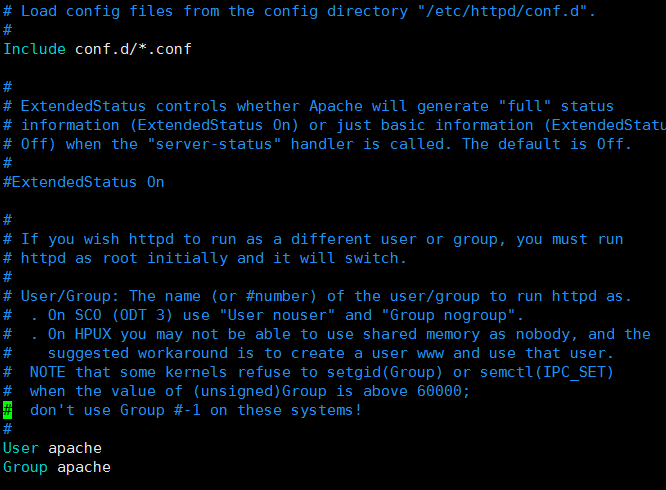 # Load config files from the config directory "/etc/httpd/conf.d".
#
Include conf.d/*.conf
#
# ExtendedStatus controls whether Apache will generate "full" status
# information (ExtendedStatus On) or just basic information (ExtendedStatu
# Off) when the "server-status" handler is called. The default is Off.
#
#ExtendedStatus On
#
# If you wish httpd to run as a different user or group, you must run
# httpd as root initially and it will switch.
#
# User/Group: The name (or #number) of the user/group to run httpd as.
#  . On SCO (ODT 3) use "User nouser" and "Group nogroup".
#  . On HPUX you may not be able to use shared memory as nobody, and the
#    suggested workaround is to create a user www and use that user.
#  NOTE that some kernels refuse to setgid(Group) or semctl(IPC_SET)
#  when the value of (unsigned)Group is above 60000;
#  don't use Group #-1 on these systems!
#
User apache
Group apache